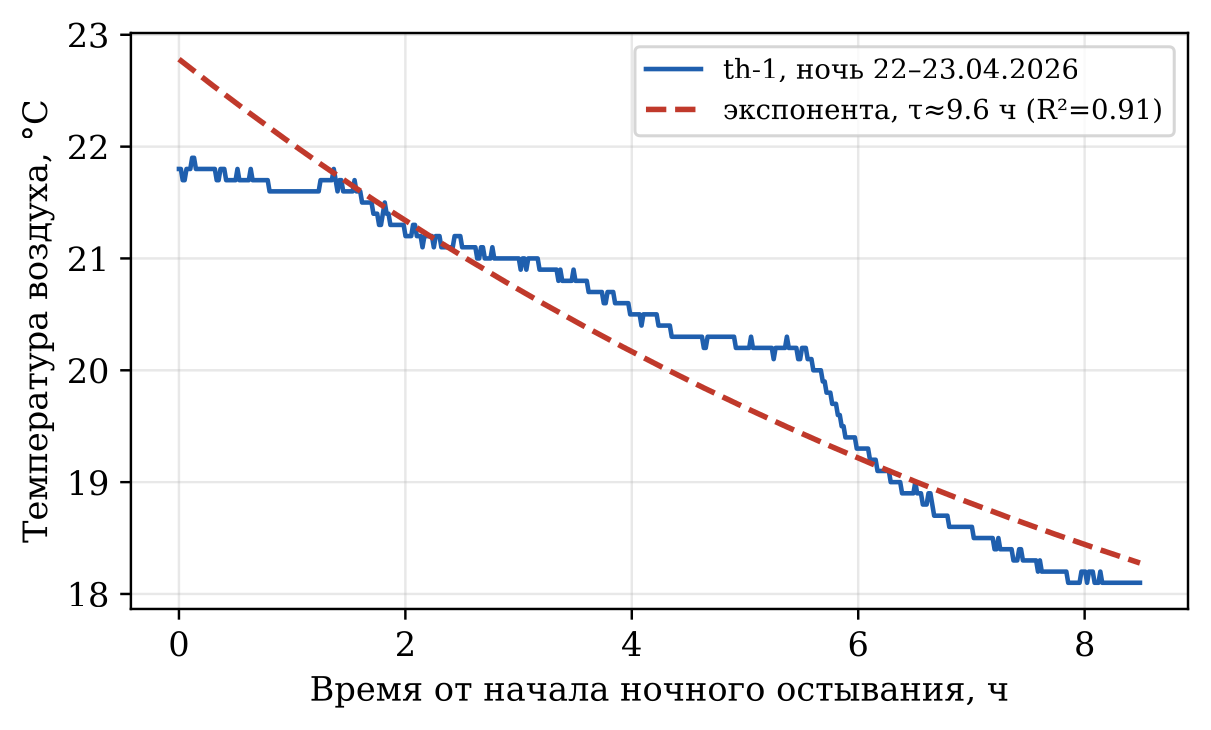 th-1, ночь 22–23.04.2026
экспонента, τ≈9.6 ч (R²=0.91)
Температура воздуха, °C
23
22
21
20
19
18
0 2 4 6 8
Время от начала ночного остывания, ч